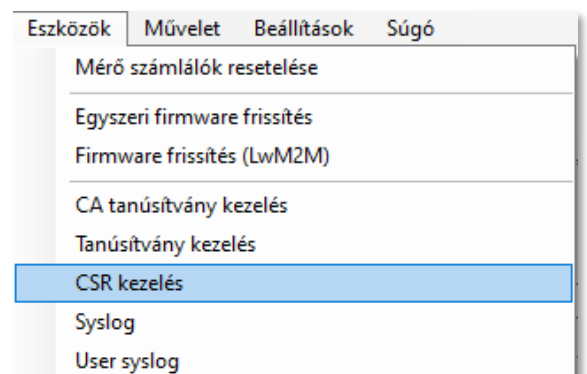 Eszközök Művelet Beállítások Súgó
Mérő számlálók resetelése
Egyszeri firmware frissítés
Firmware frissítés (LwM2M)
CA tanúsítvány kezelés
Tanúsítvány kezelés
CSR kezelés
Syslog
User syslog